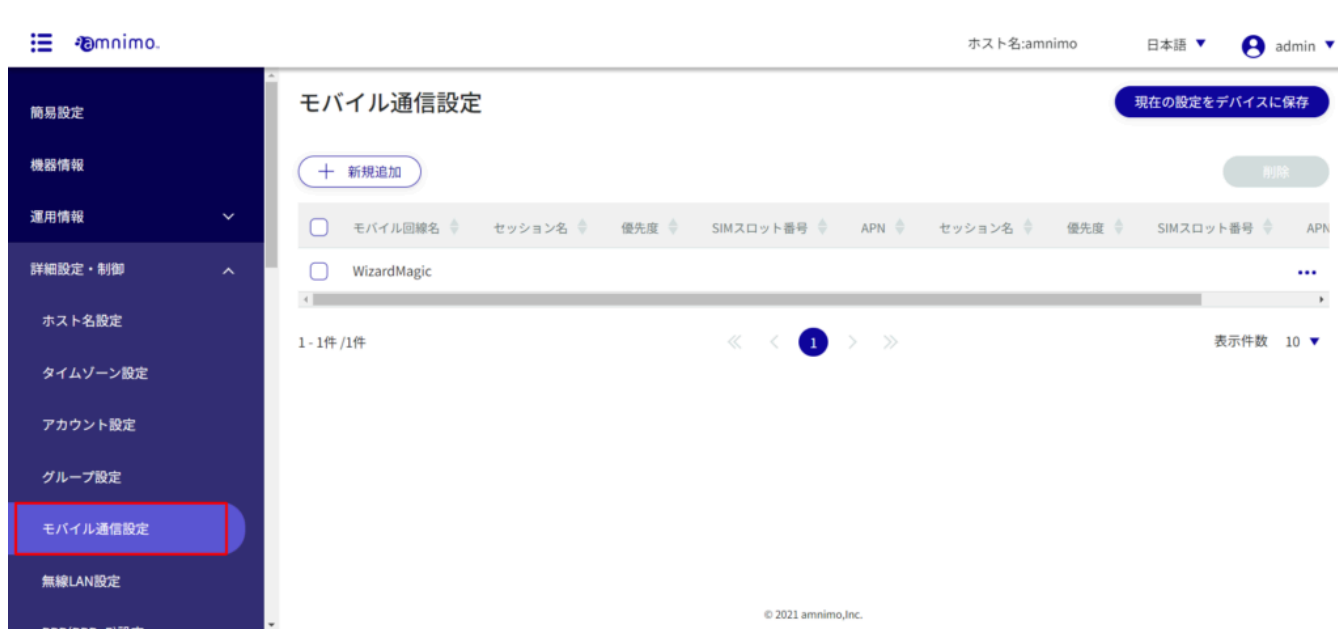 amnimo
ホスト名:amnimo
日本語
admin
簡易設定
機器情報
運用情報
詳細設定・制御
ホスト名設定
タイムゾーン設定
アカウント設定
グループ設定
モバイル通信設定
無線LAN設定
モバイル通信設定
現在の設定をデバイスに保存
新規追加
削除
モバイル回線名 セッション名 優先度 SIMスロット番号 APN セッション名 優先度 SIMスロット番号 APN
WizardMagic
1 - 1件 /1件
1
表示件数 10
© 2021 amnimo,Inc.